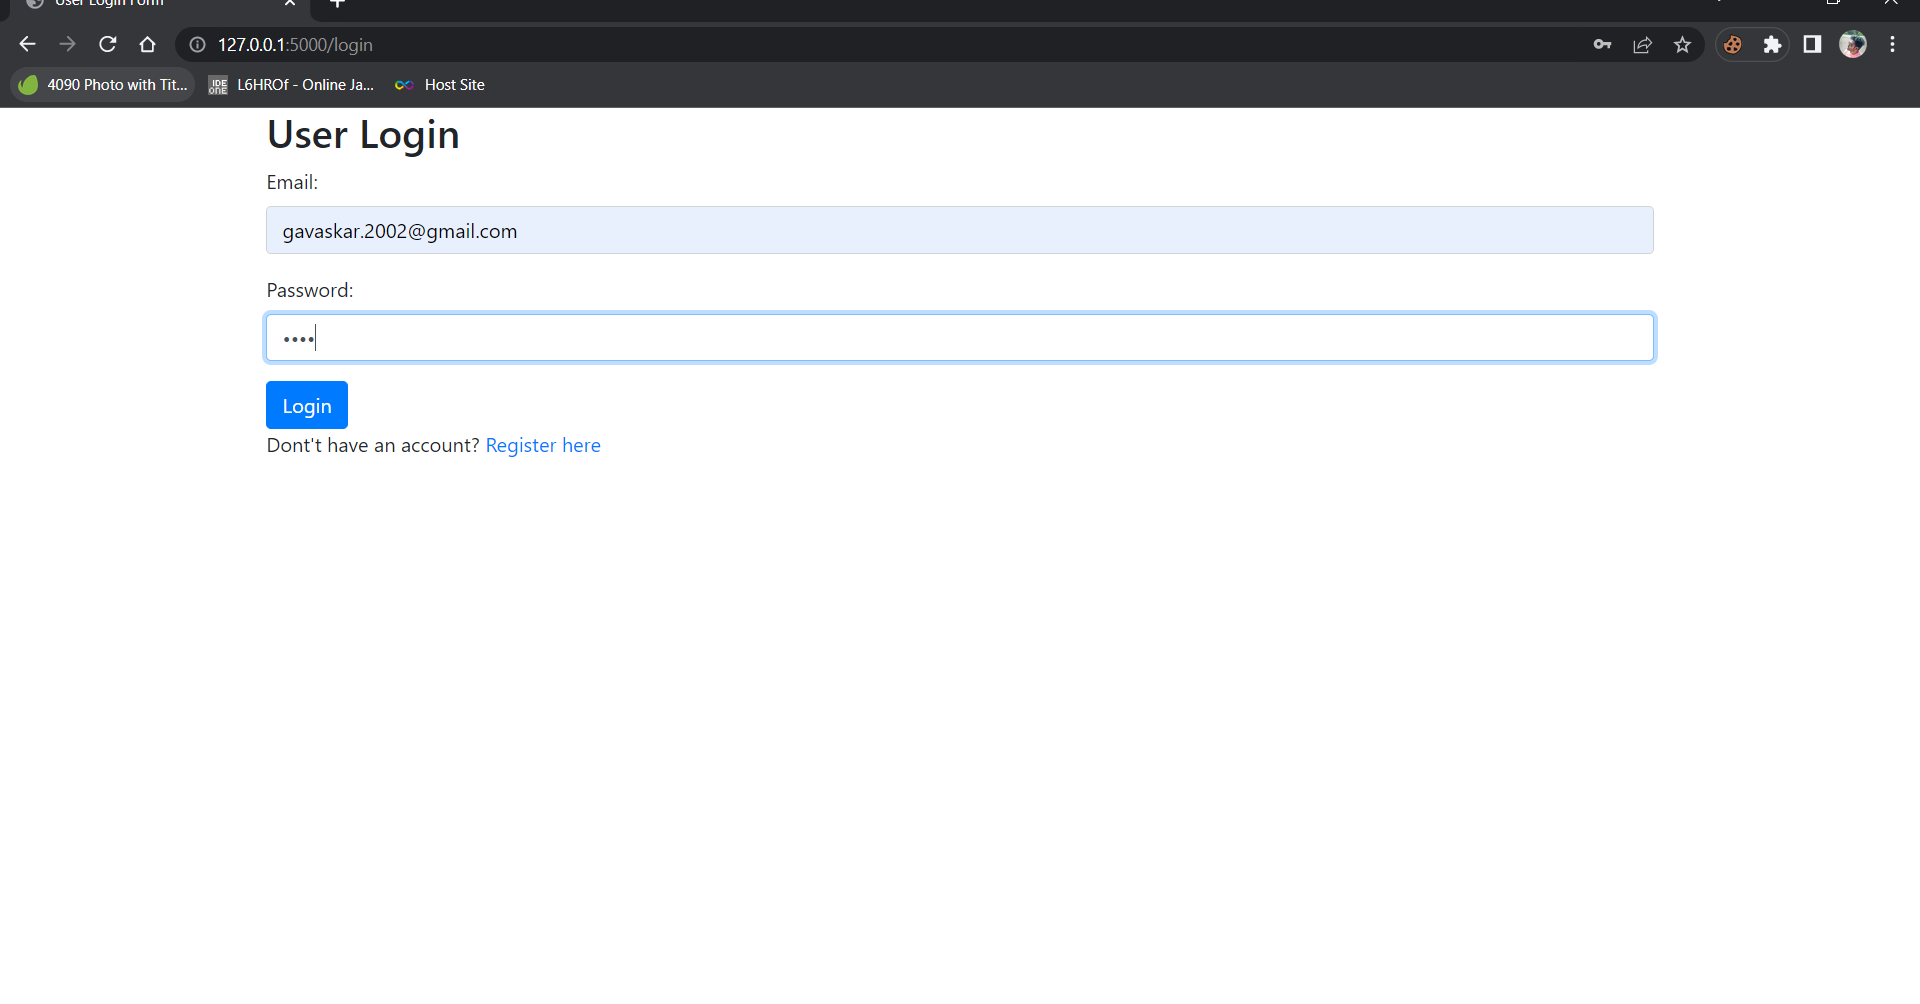 User Login Form
127.0.0.1:5000/login
4090 Photo with Tit... L6HROf - Online Ja... Host Site
User Login
Email:
gavaskar.2002@gmail.com
Password:
••••
Login
Dont't have an account? Register here